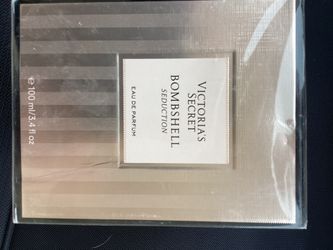 VICTORIA'S
SECRET
BOMBSHELL
SEDUCTION
EAU DE PARFUM
℮ 100 ml/3.4 fl oz